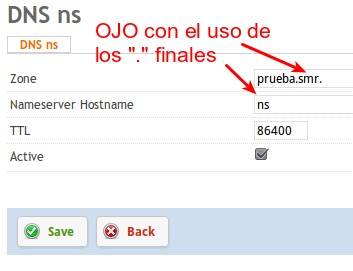 DNS ns
OJO con el uso de
los "." finales
DNS ns
Zone
prueba.smr.
Nameserver Hostname
ns
TTL
86400
Active
Save
Back